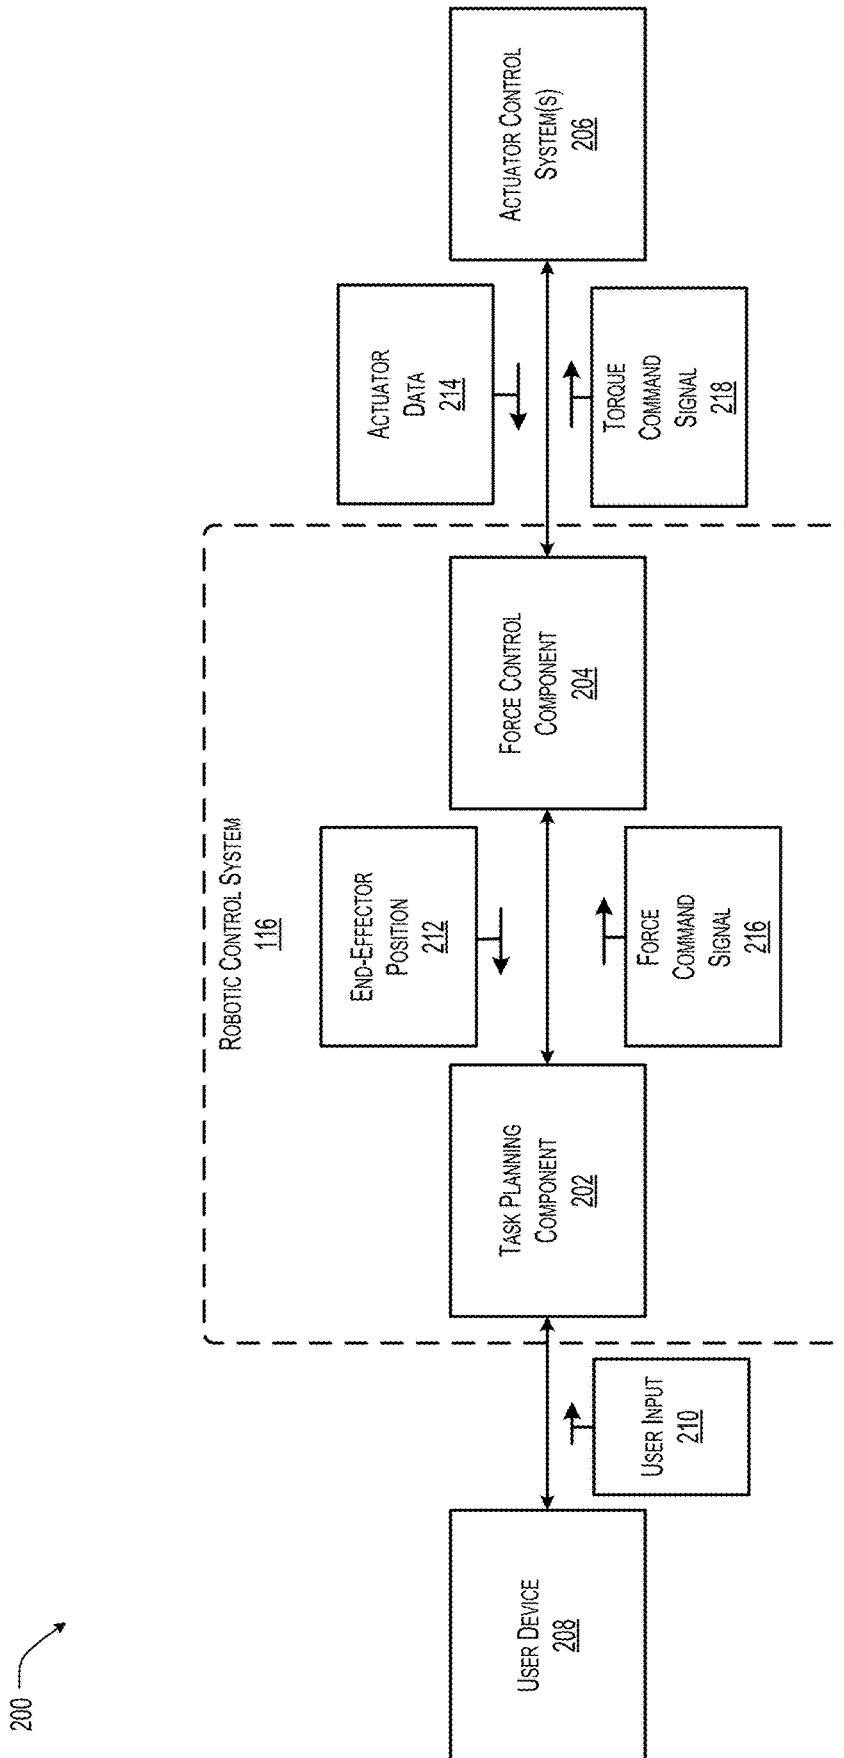 200
ROBOTIC CONTROL SYSTEM
116
USER DEVICE
208
USER INPUT
210
TASK PLANNING
COMPONENT
202
END-EFFECTOR
POSITION
212
FORCE
COMMAND
SIGNAL
216
FORCE CONTROL
COMPONENT
204
ACTUATOR
DATA
214
TORQUE
COMMAND
SIGNAL
218
ACTUATOR CONTROL
SYSTEM(S)
206